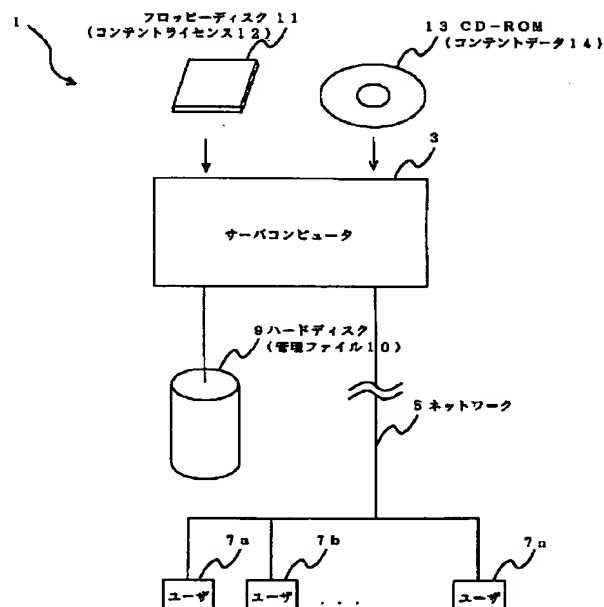 1
フロッピーディスク 11
(コンテントライセンス12)
13 CD-ROM
(コンテントデータ14)
3
サーバコンピュータ
9ハードディスク
(管理ファイル10)
5 ネットワーク
7a
7b
7n
ユーザ
ユーザ
...
ユーザ